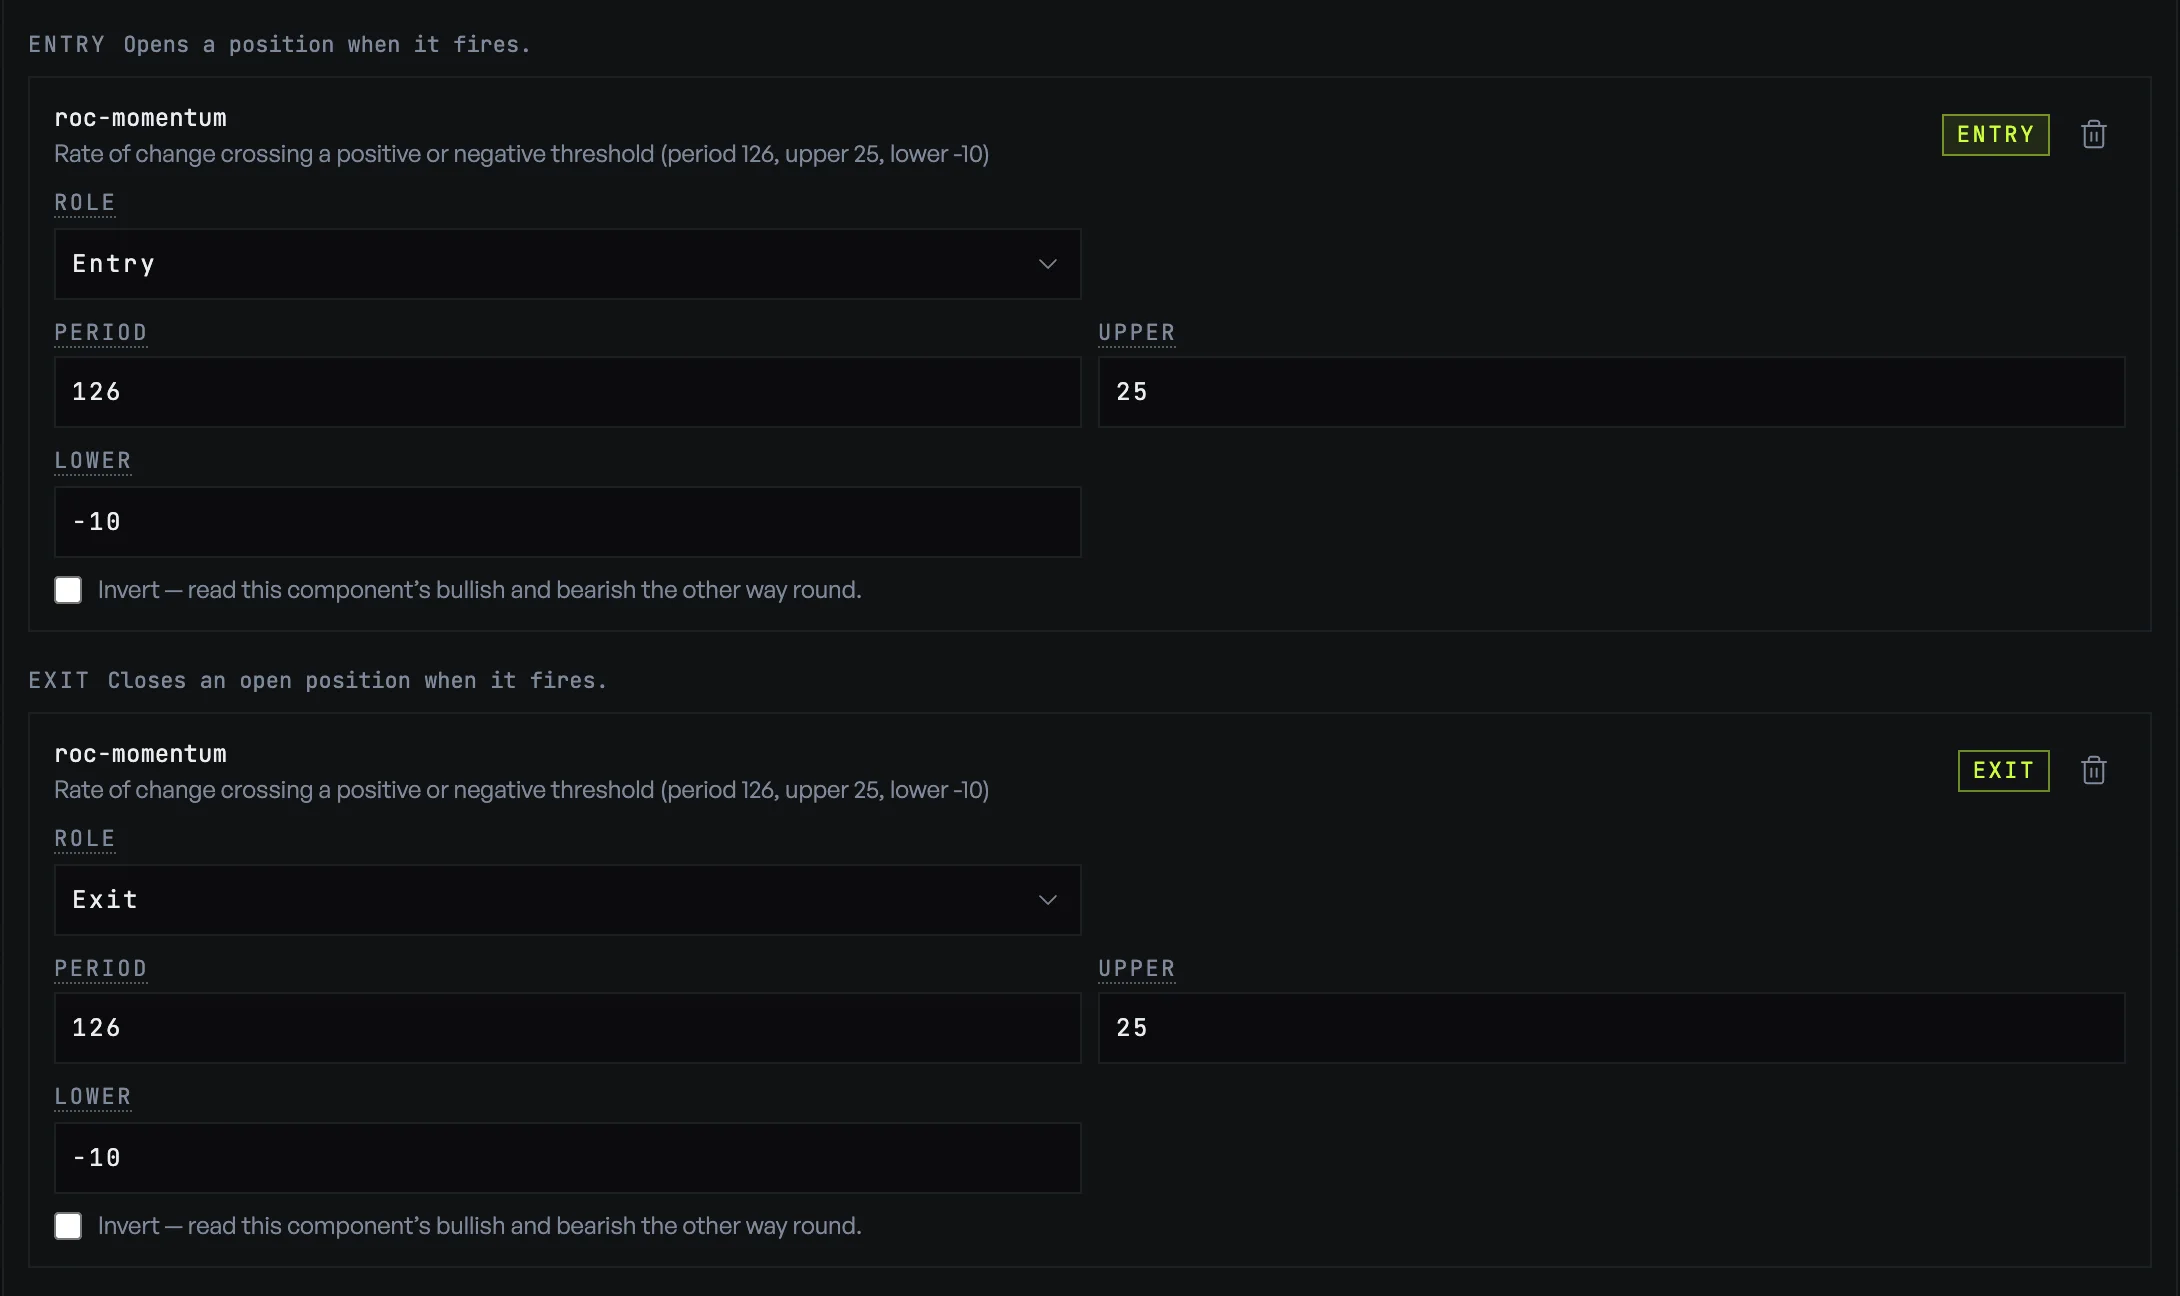 ENTRY Opens a position when it fires.
roc-momentum
ENTRY
Rate of change crossing a positive or negative threshold (period 126, upper 25, lower -10)
ROLE
Entry
PERIOD UPPER
126 25
LOWER
-10
Invert — read this component’s bullish and bearish the other way round.
EXIT Closes an open position when it fires.
roc-momentum
EXIT
Rate of change crossing a positive or negative threshold (period 126, upper 25, lower -10)
ROLE
Exit
PERIOD UPPER
126 25
LOWER
-10
Invert — read this component’s bullish and bearish the other way round.